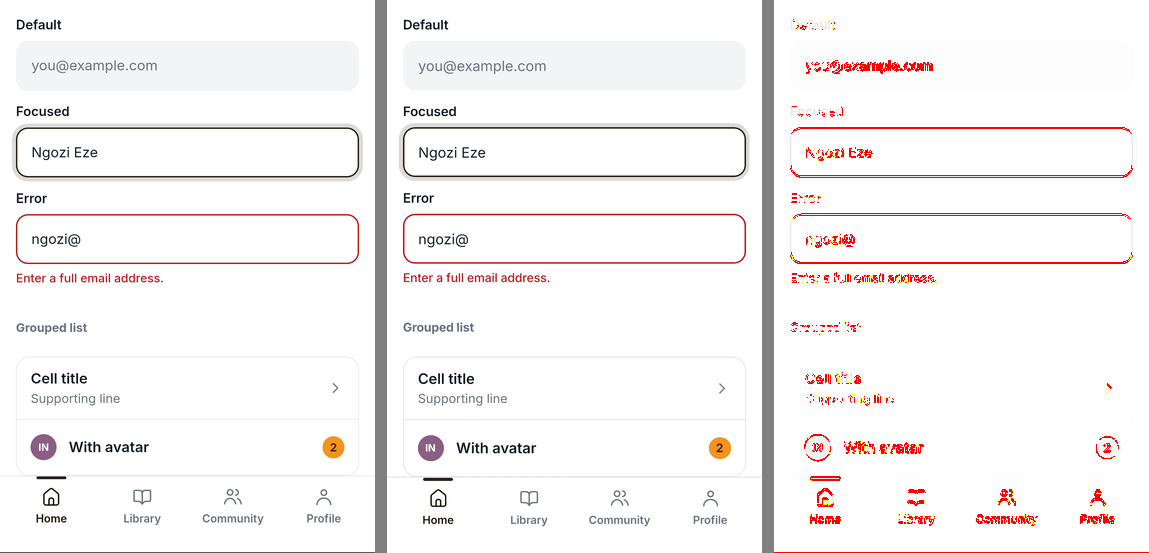 Default
you@example.com
Focused
Ngozi Eze
Error
ngozi@
Enter a full email address.
Grouped list
Cell title
Supporting line
IN With avatar 2
Home Library Community Profile
Default
you@example.com
Focused
Ngozi Eze
Error
ngozi@
Enter a full email address.
Grouped list
Cell title
Supporting line
IN With avatar 2
Home Library Community Profile
Default
you@example.com
Focused
Ngozi Eze
Error
ngozi@
Enter a full email address.
Grouped list
Cell title
Supporting line
IN With avatar 2
Home Library Community Profile